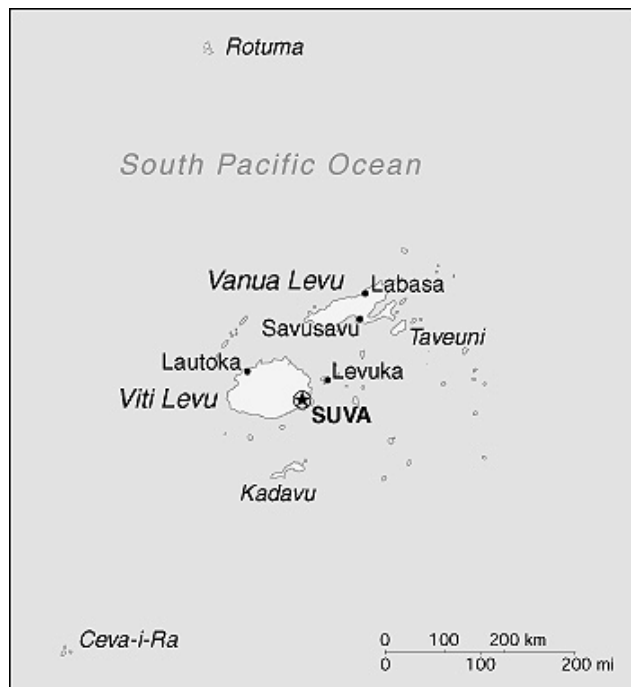 Rotuma
South Pacific Ocean
Vanua Levu
Labasa
Savusavu
Taveuni
Lautoka
Levuka
Viti Levu
SUVA
Kadavu
Ceva-i-Ra
0 100 200 km
0 100 200 mi